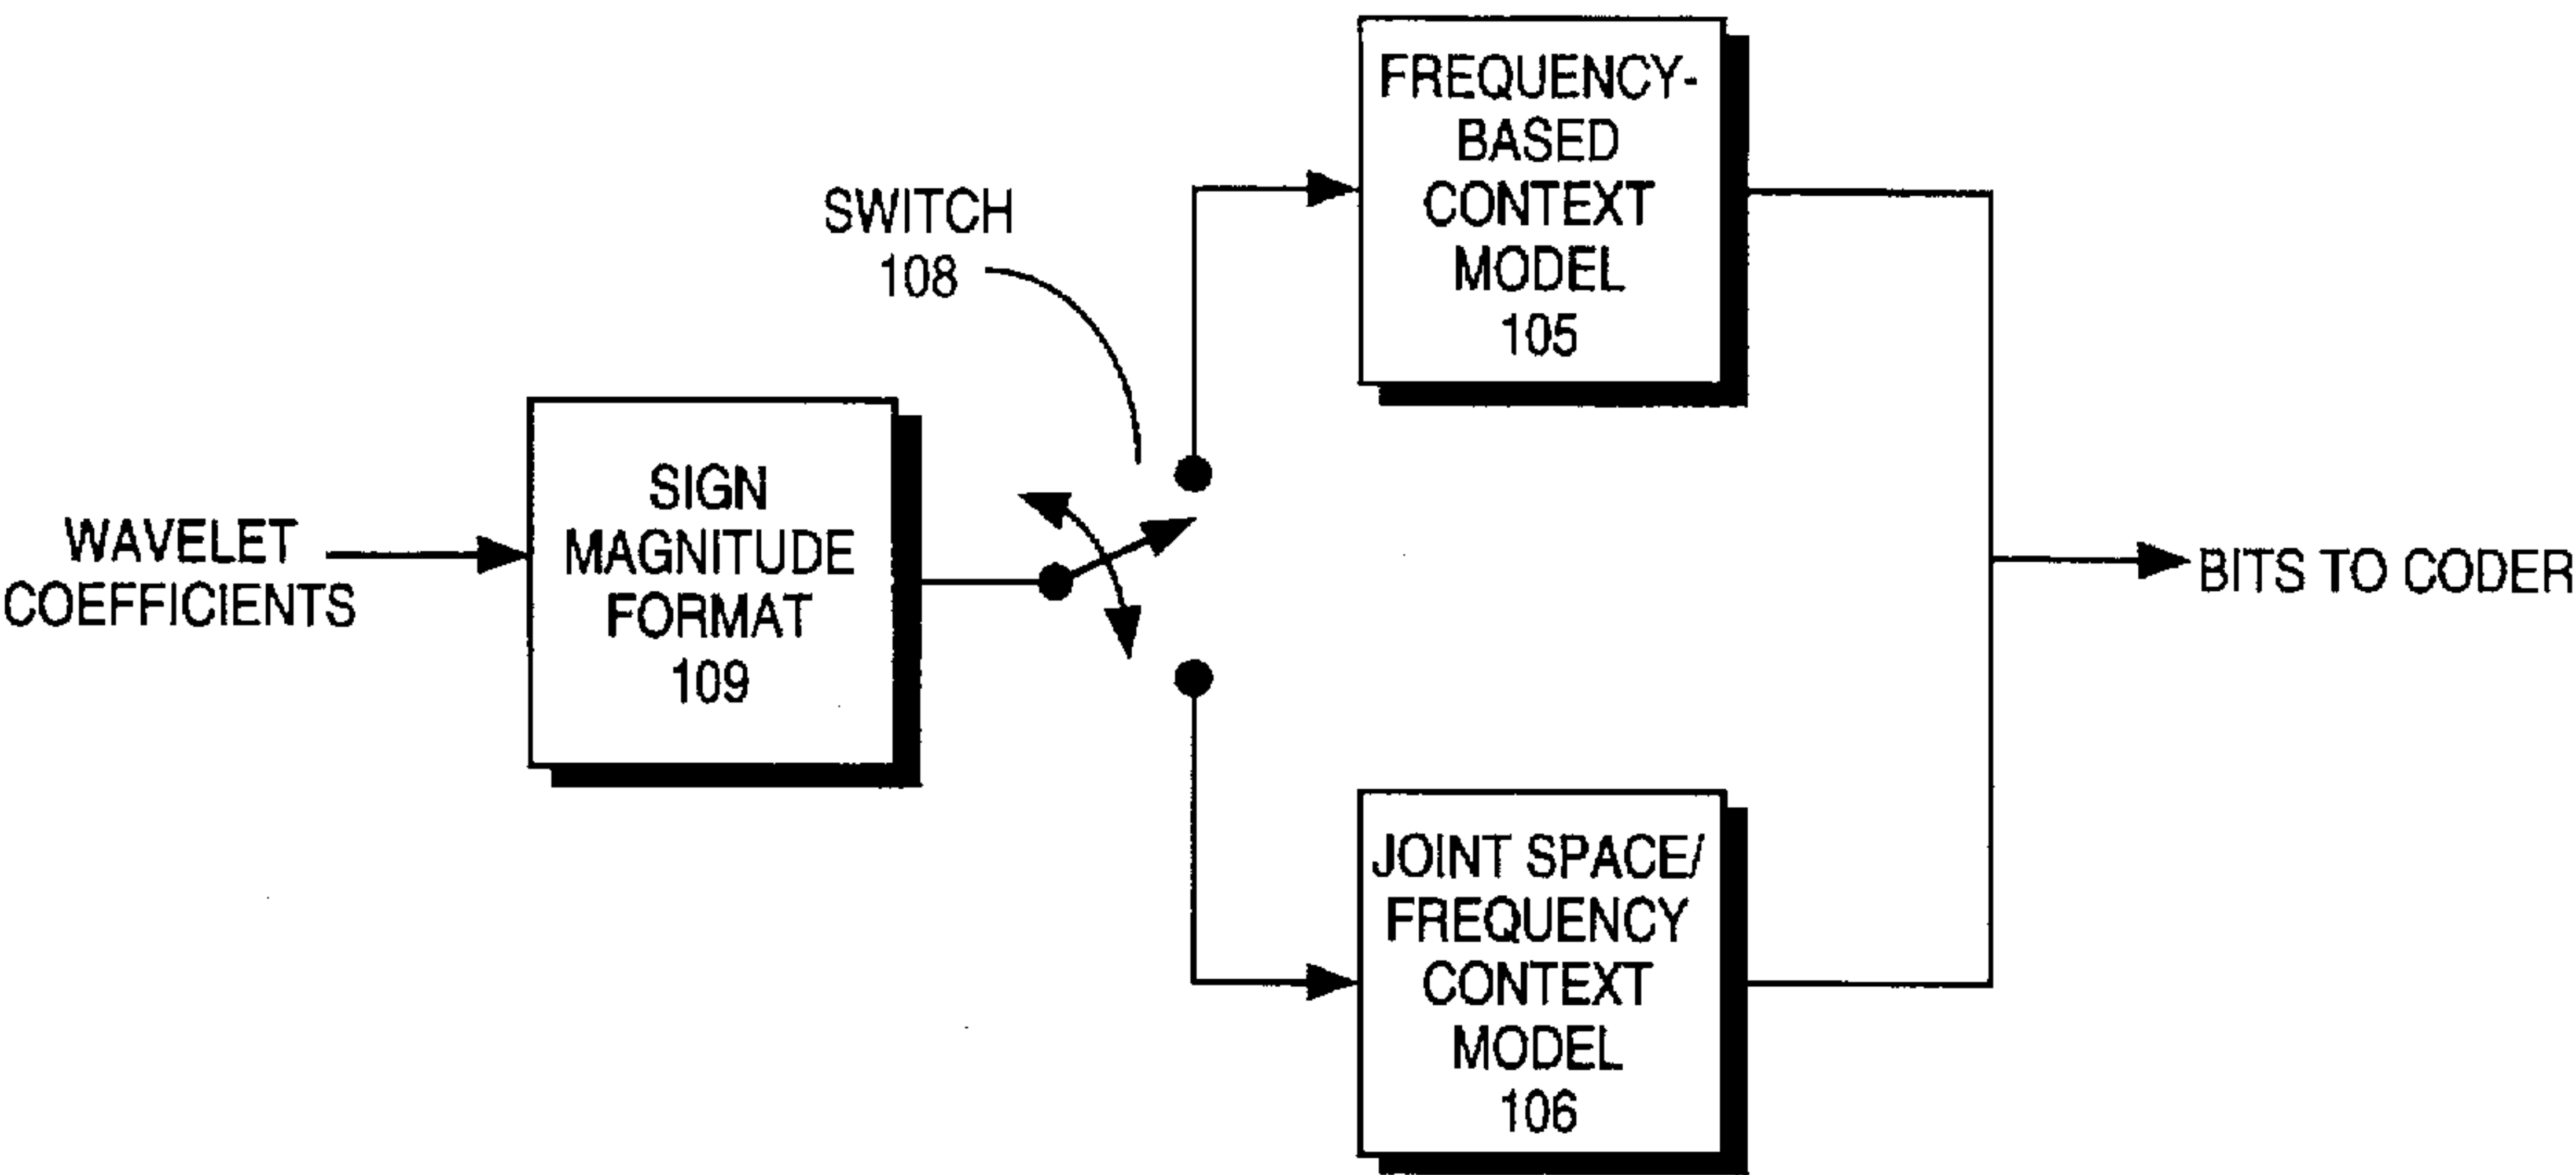 WAVELET
COEFFICIENTS
SIGN
MAGNITUDE
FORMAT
109
SWITCH
108
FREQUENCY-
BASED
CONTEXT
MODEL
105
JOINT SPACE/
FREQUENCY
CONTEXT
MODEL
106
BITS TO CODER